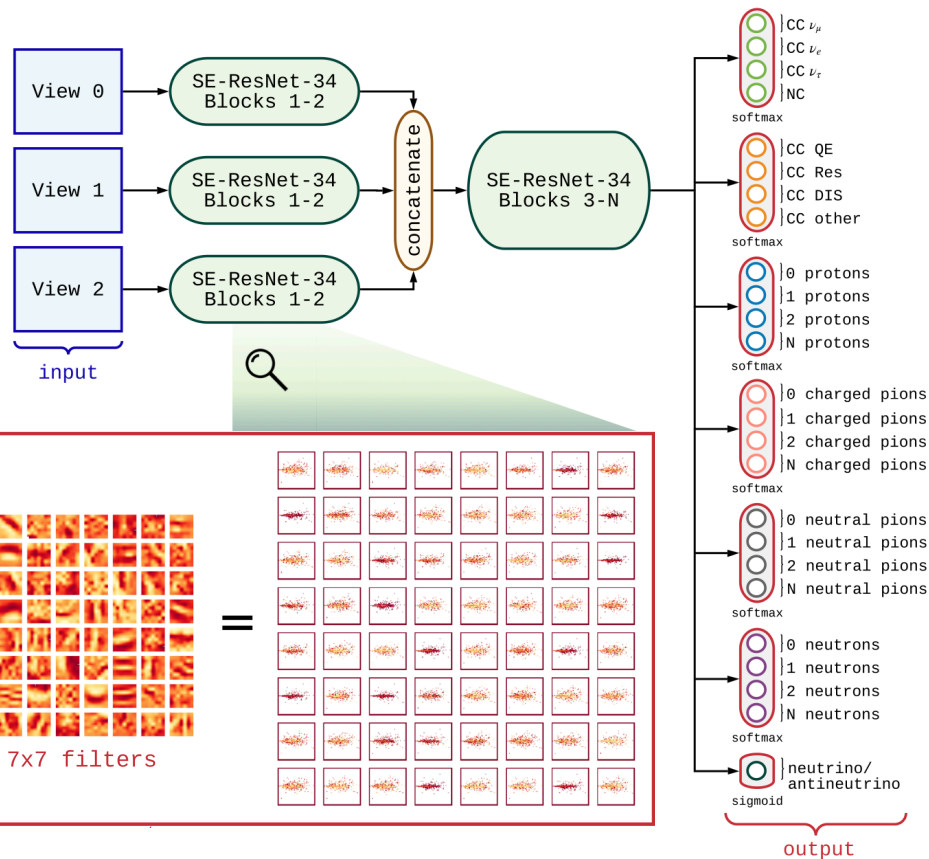 View 0
SE-ResNet-34
Blocks 1-2
View 1
SE-ResNet-34
Blocks 1-2
View 2
SE-ResNet-34
Blocks 1-2
input
concatenate
SE-ResNet-34
Blocks 3-N
7x7 filters
=
CC νμ
CC νe
CC ντ
NC
softmax
CC QE
CC Res
CC DIS
CC other
softmax
0 protons
1 protons
2 protons
N protons
softmax
0 charged pions
1 charged pions
2 charged pions
N charged pions
softmax
0 neutral pions
1 neutral pions
2 neutral pions
N neutral pions
softmax
0 neutrons
1 neutrons
2 neutrons
N neutrons
softmax
neutrino/
antineutrino
sigmoid
output